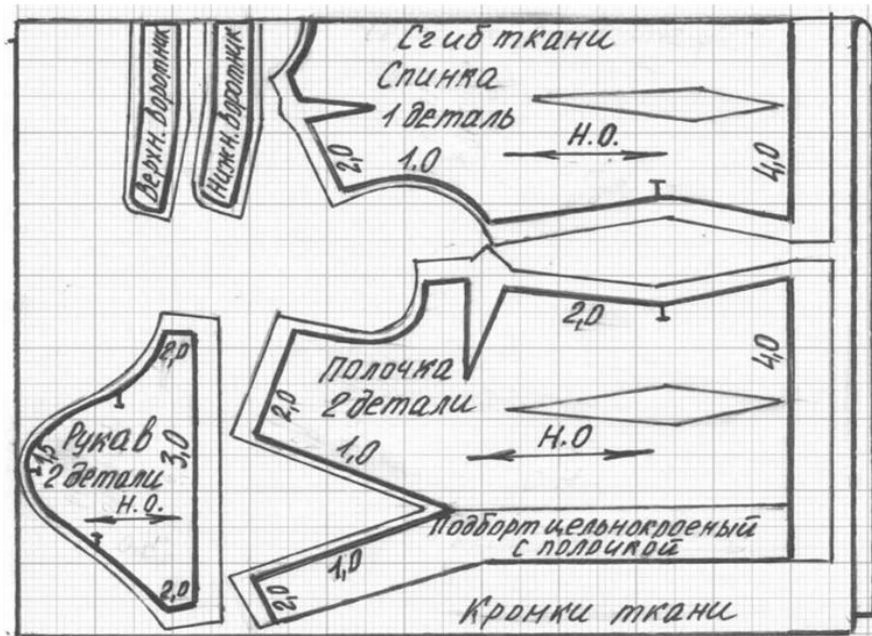 Верхн. воротник
Нижн. воротник
Сгиб ткани
Спинка
1 деталь
Н.О.
2,0
1.0
4,0
2,0
Полочка
2 детали
2,0
1,0
Н.О
4,0
Подборт цельнокроеный
с полочкой
1,0
2,0
2,0
Рукав
1,5
2 детали
3,0
Н.О.
2,0
Кромки ткани